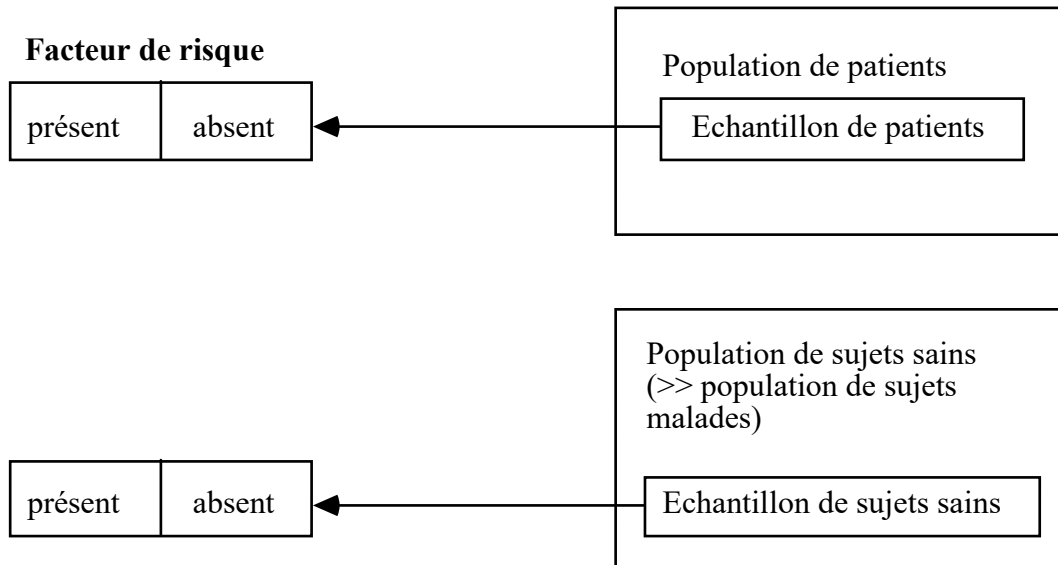 Facteur de risque
Population de patients
présent
absent
Echantillon de patients
Population de sujets sains
(>> population de sujets
malades)
présent
absent
Echantillon de sujets sains